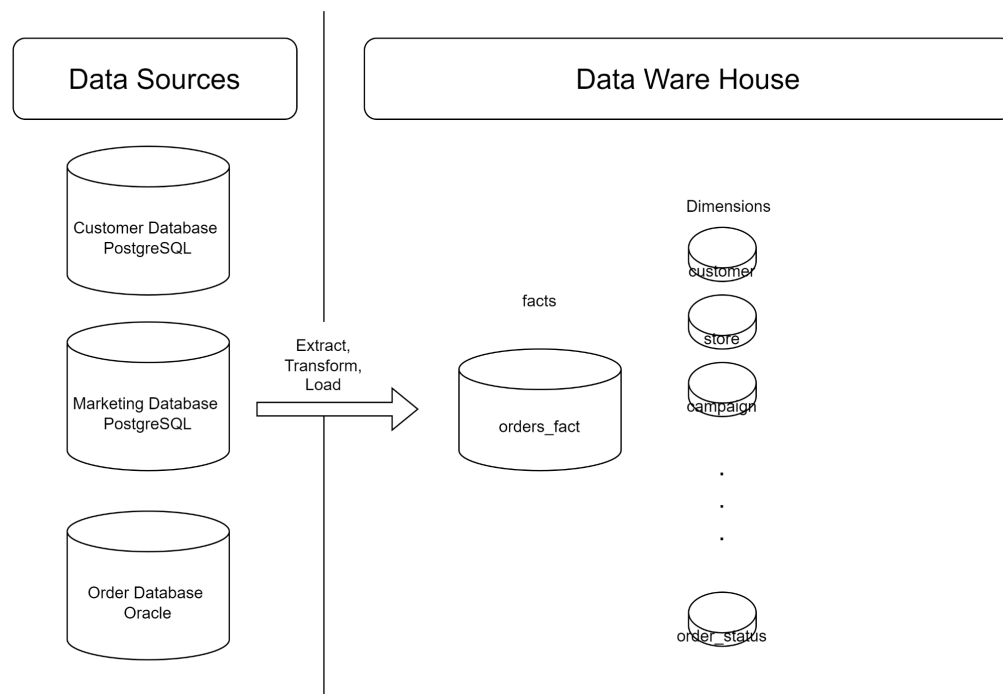 Data Sources
Data Ware House
Customer Database
PostgreSQL
Marketing Database
PostgreSQL
Order Database
Oracle
Extract,
Transform,
Load
facts
orders_fact
Dimensions
customer
store
campaign
.
.
.
order_status